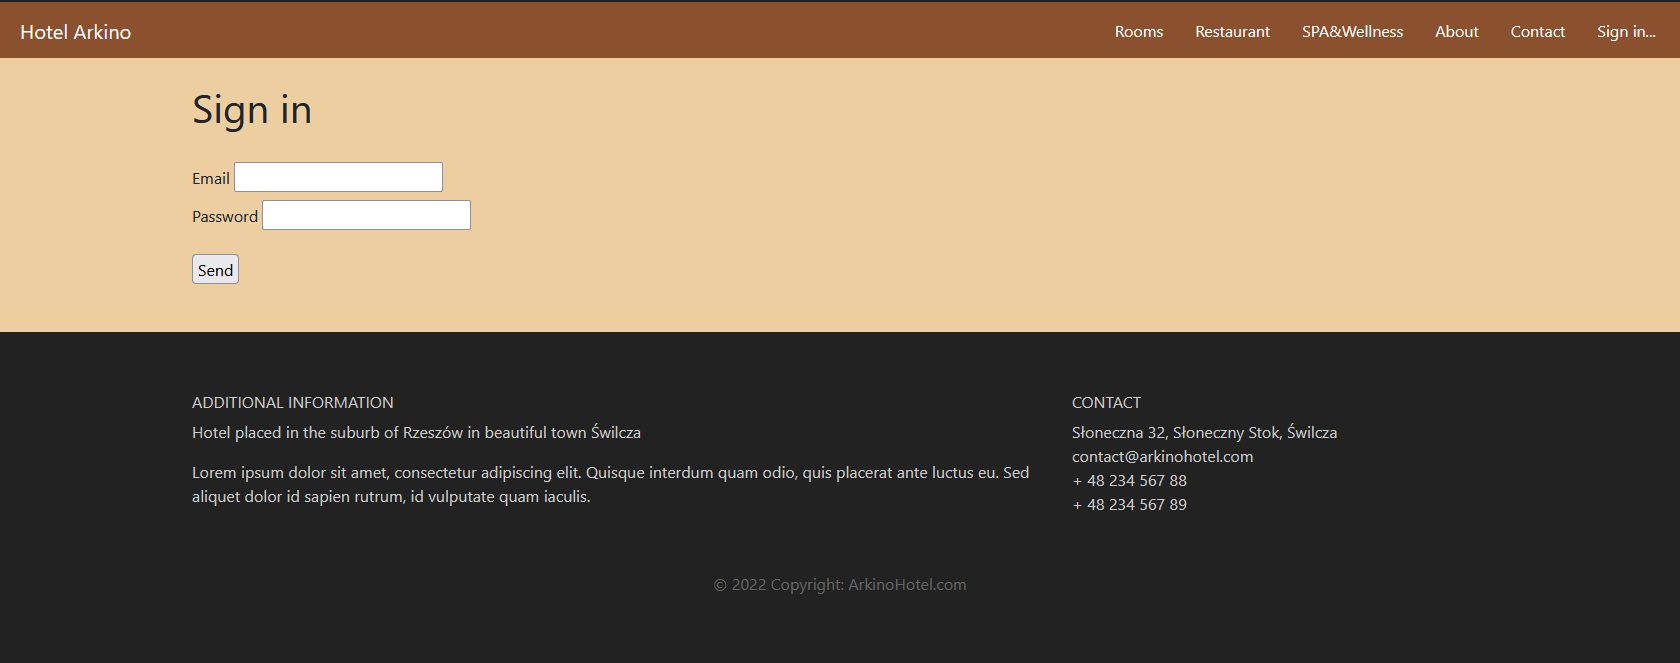 Hotel Arkino
Rooms
Restaurant
SPA&Wellness
About
Contact
Sign in...
Sign in
Email
Password
Send
ADDITIONAL INFORMATION
Hotel placed in the suburb of Rzeszów in beautiful town Świlcza
Lorem ipsum dolor sit amet, consectetur adipiscing elit. Quisque interdum quam odio, quis placerat ante luctus eu. Sed
aliquet dolor id sapien rutrum, id vulputate quam iaculis.
CONTACT
Słoneczna 32, Słoneczny Stok, Świlcza
contact@arkinohotel.com
+ 48 234 567 88
+ 48 234 567 89
© 2022 Copyright: ArkinoHotel.com